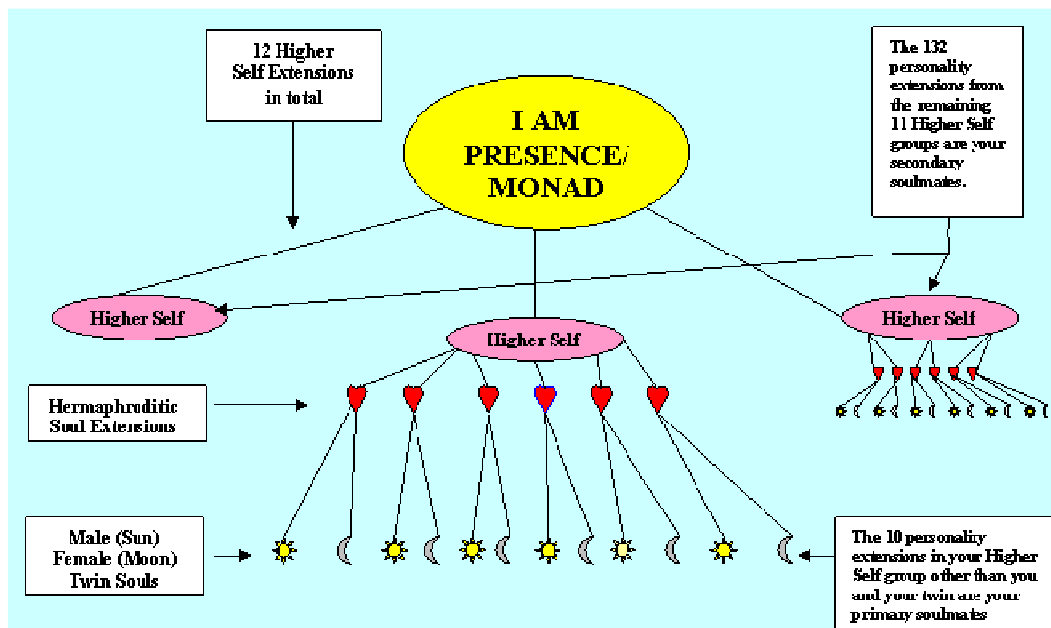 12 Higher
Self Extensions
in total
The 132
personality
extensions from
the remaining
11 Higher Self
groups are your
secondary
soulmates.
I AM
PRESENCE/
MONAD
Higher Self
Higher Self
Higher Self
Hermaphroditic
Soul Extensions
Male (Sun)
Female (Moon)
Twin Souls
The 10 personality
extensions in your Higher
Self group other than you
and your twin are your
primary soulmates